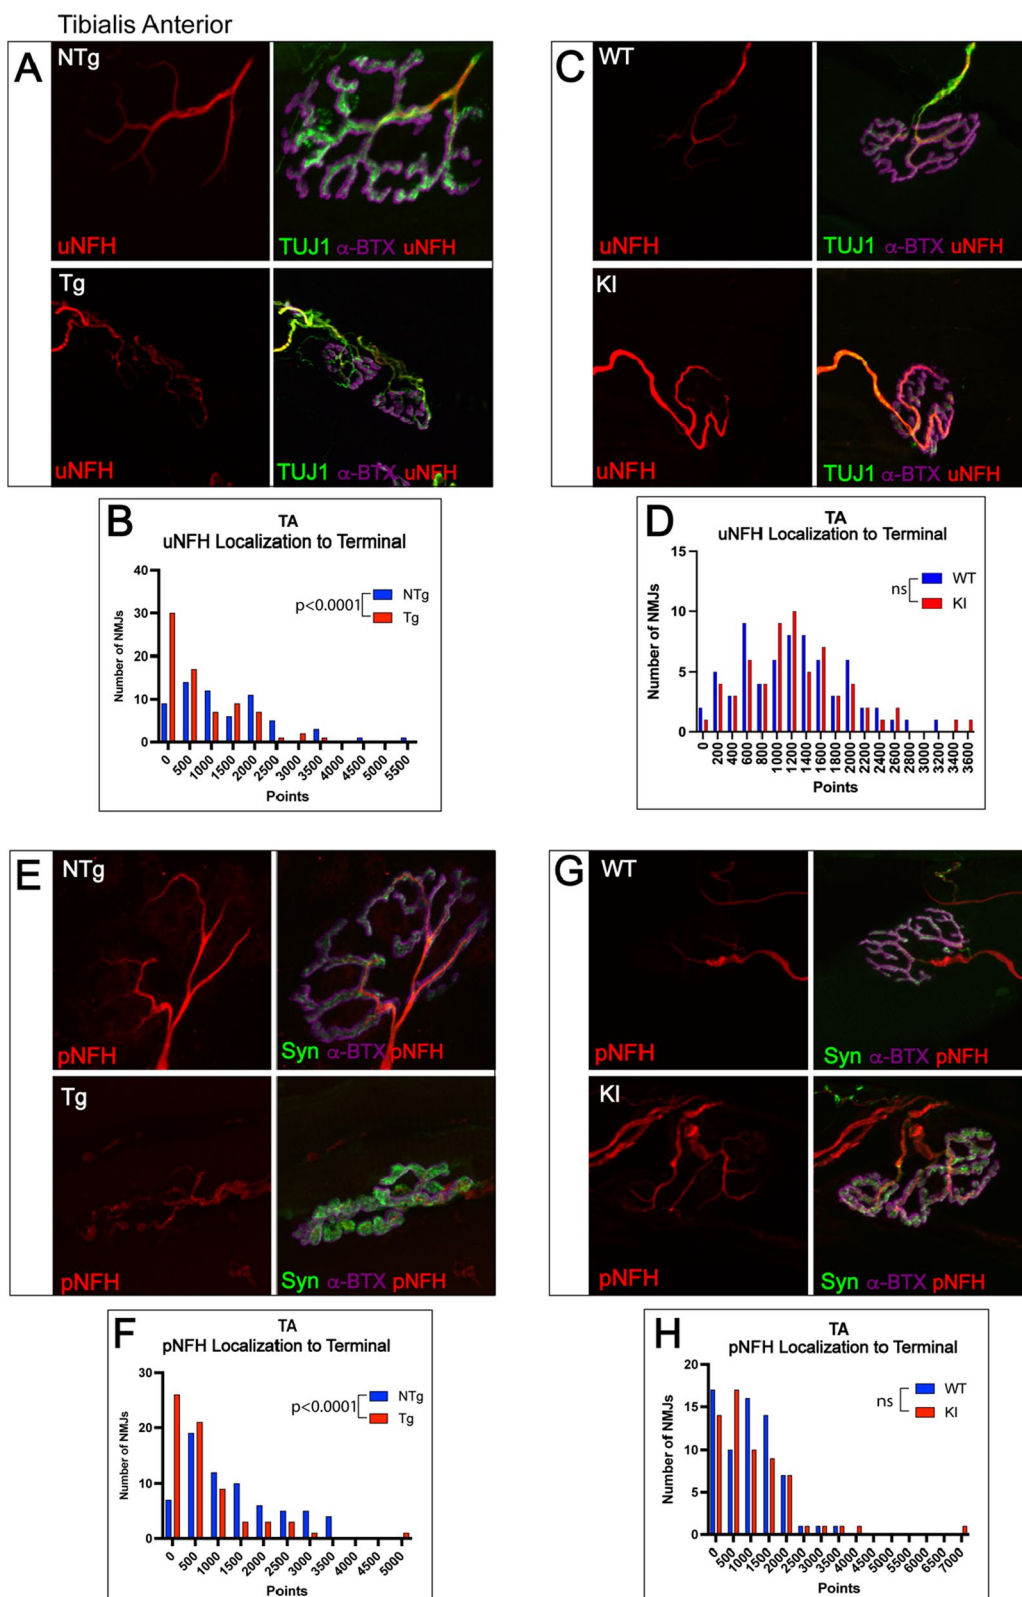 Tibialis Anterior
A
NTg
uNFH
TUJ1 α-BTX uNFH
Tg
uNFH
TUJ1 α-BTX uNFH
C
WT
uNFH
TUJ1 α-BTX uNFH
KI
uNFH
TUJ1 α-BTX uNFH
B
TA
uNFH Localization to Terminal
40
30
20
10
0
Number of NMJs
p<0.0001
NTg
Tg
0 500 1000 1500 2000 2500 3000 3500 4000 4500 5000 5500
Points
D
TA
uNFH Localization to Terminal
15
10
5
0
Number of NMJs
ns
WT
KI
0 200 400 600 800 1000 1200 1400 1600 1800 2000 2200 2400 2600 2800 3000 3200 3400 3600
Points
E
NTg
pNFH
Syn α-BTX pNFH
Tg
pNFH
Syn α-BTX pNFH
G
WT
pNFH
Syn α-BTX pNFH
KI
pNFH
Syn α-BTX pNFH
F
TA
pNFH Localization to Terminal
30
20
10
0
Number of NMJs
p<0.0001
NTg
Tg
0 500 1000 1500 2000 2500 3000 3500 4000 4500 5000
Points
H
TA
pNFH Localization to Terminal
20
15
10
5
0
Number of NMJs
ns
WT
KI
0 500 1000 1500 2000 2500 3000 3500 4000 4500 5000 5500 6000 6500 7000
Points